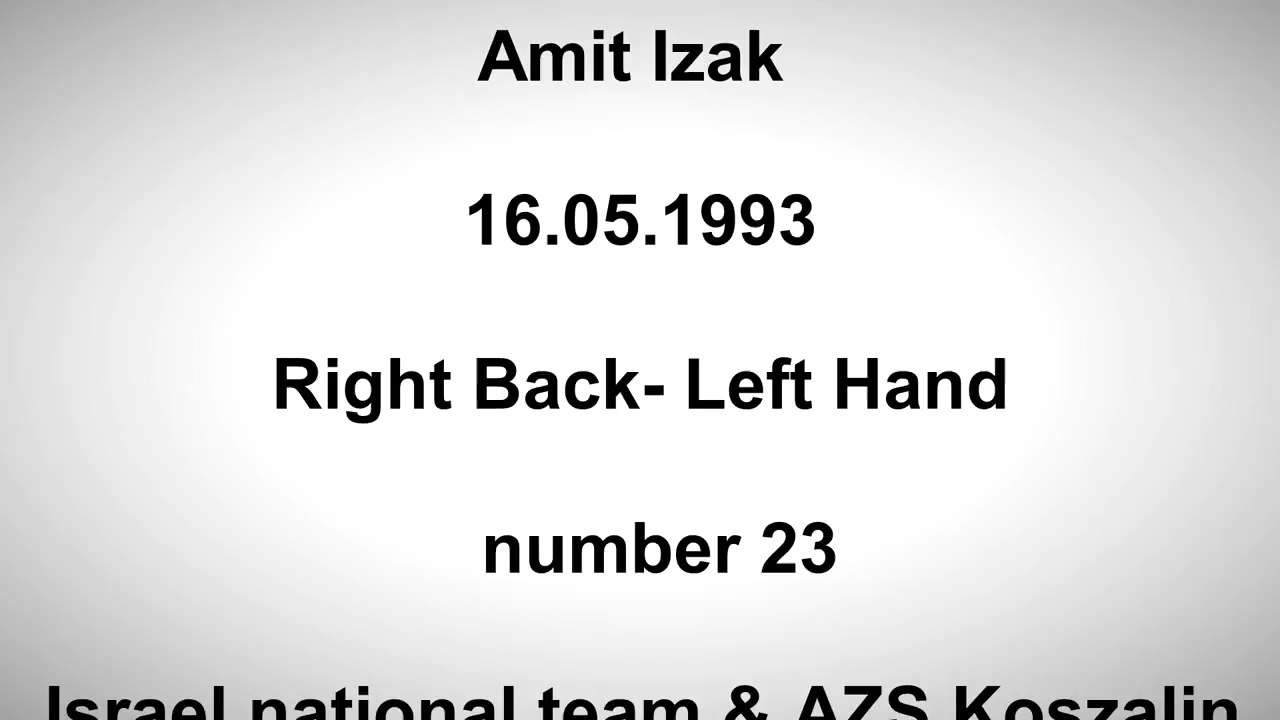 Amit Izak
16.05.1993
Right Back- Left Hand
number 23
Israel national team & AZS Koszalin